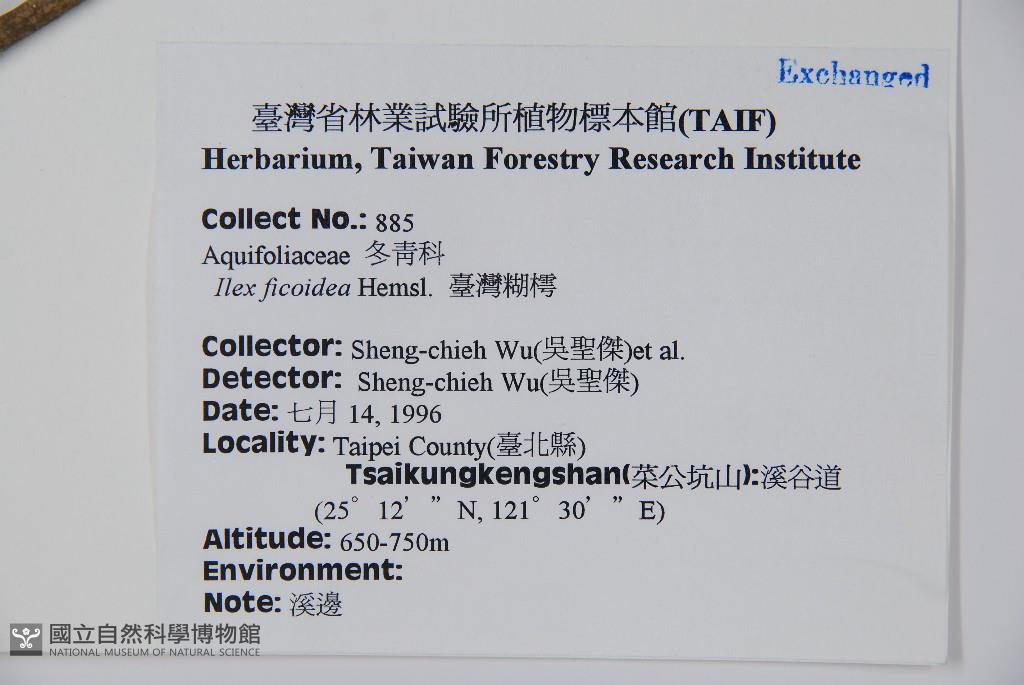 Exchanged
臺灣省林業試驗所植物標本館(TAIF)
Herbarium, Taiwan Forestry Research Institute
Collect No.: 885
Aquifoliaceae 冬青科
Ilex ficoidea Hemsl. 臺灣糊樗
Collector: Sheng-chieh Wu(吳聖傑)et al.
Detector: Sheng-chieh Wu(吳聖傑)
Date: 七月 14, 1996
Locality: Taipei County(臺北縣)
Tsaikungkengshan(菜公坑山):溪谷道
(25° 12’ ” N, 121° 30’ ” E)
Altitude: 650-750m
Environment:
Note: 溪邊
國立自然科學博物館
NATIONAL MUSEUM OF NATURAL SCIENCE